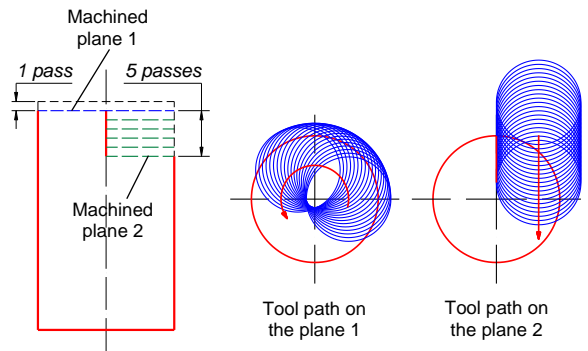 Machined
plane 1
1 pass
5 passes
Machined
plane 2
Tool path on
the plane 1
Tool path on
the plane 2